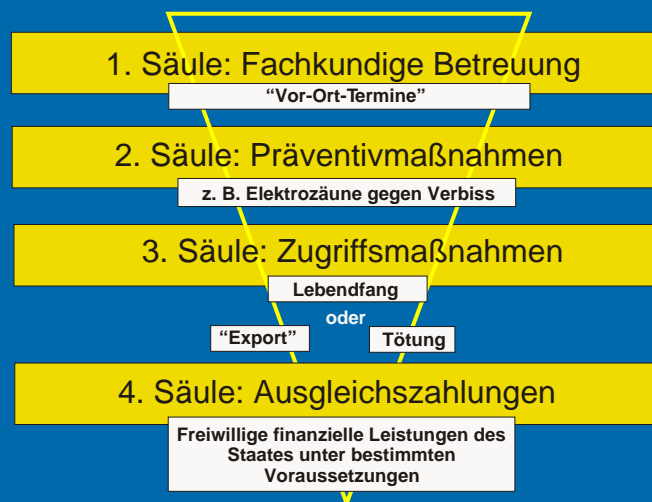 1. Säule: Fachkundige Betreuung
“Vor-Ort-Termine”
2. Säule: Präventivmaßnahmen
z. B. Elektrozäune gegen Verbiss
3. Säule: Zugriffsmaßnahmen
Lebendfang
oder
“Export” Tötung
4. Säule: Ausgleichszahlungen
Freiwillige finanzielle Leistungen des
Staates unter bestimmten
Voraussetzungen